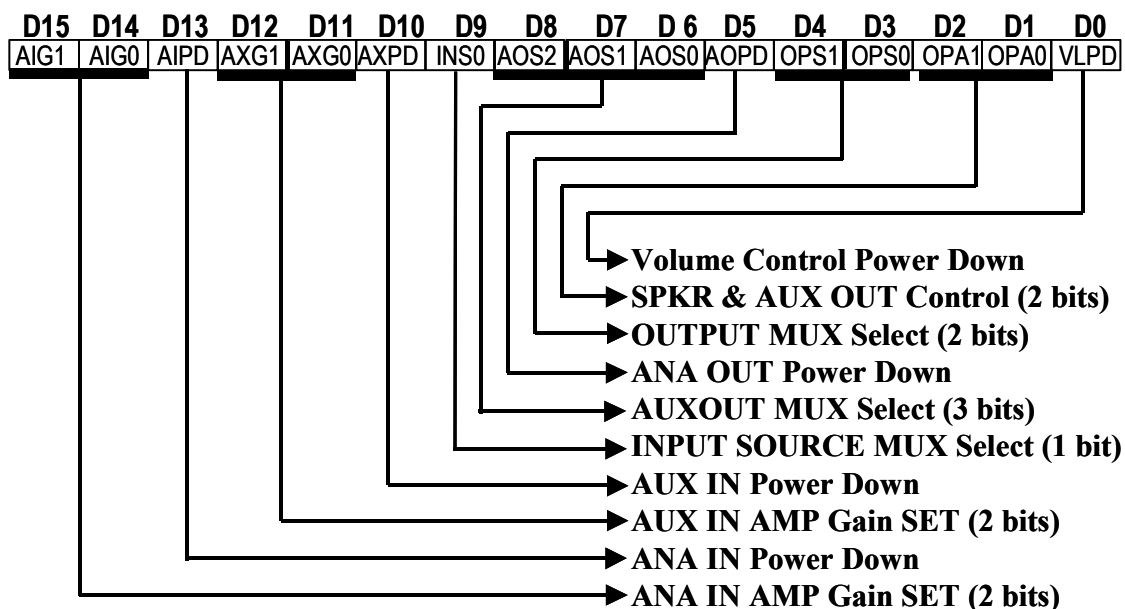 D15 D14 D13 D12 D11 D10 D9 D8 D7 D 6 D5 D4 D3 D2 D1 D0
AIG1 AIG0 AIPD AXG1 AXG0 AXPD INS0 AOS2 AOS1 AOS0 AOPD OPS1 OPS0 OPA1 OPA0 VLPD
Volume Control Power Down
SPKR & AUX OUT Control (2 bits)
OUTPUT MUX Select (2 bits)
ANA OUT Power Down
AUXOUT MUX Select (3 bits)
INPUT SOURCE MUX Select (1 bit)
AUX IN Power Down
AUX IN AMP Gain SET (2 bits)
ANA IN Power Down
ANA IN AMP Gain SET (2 bits)